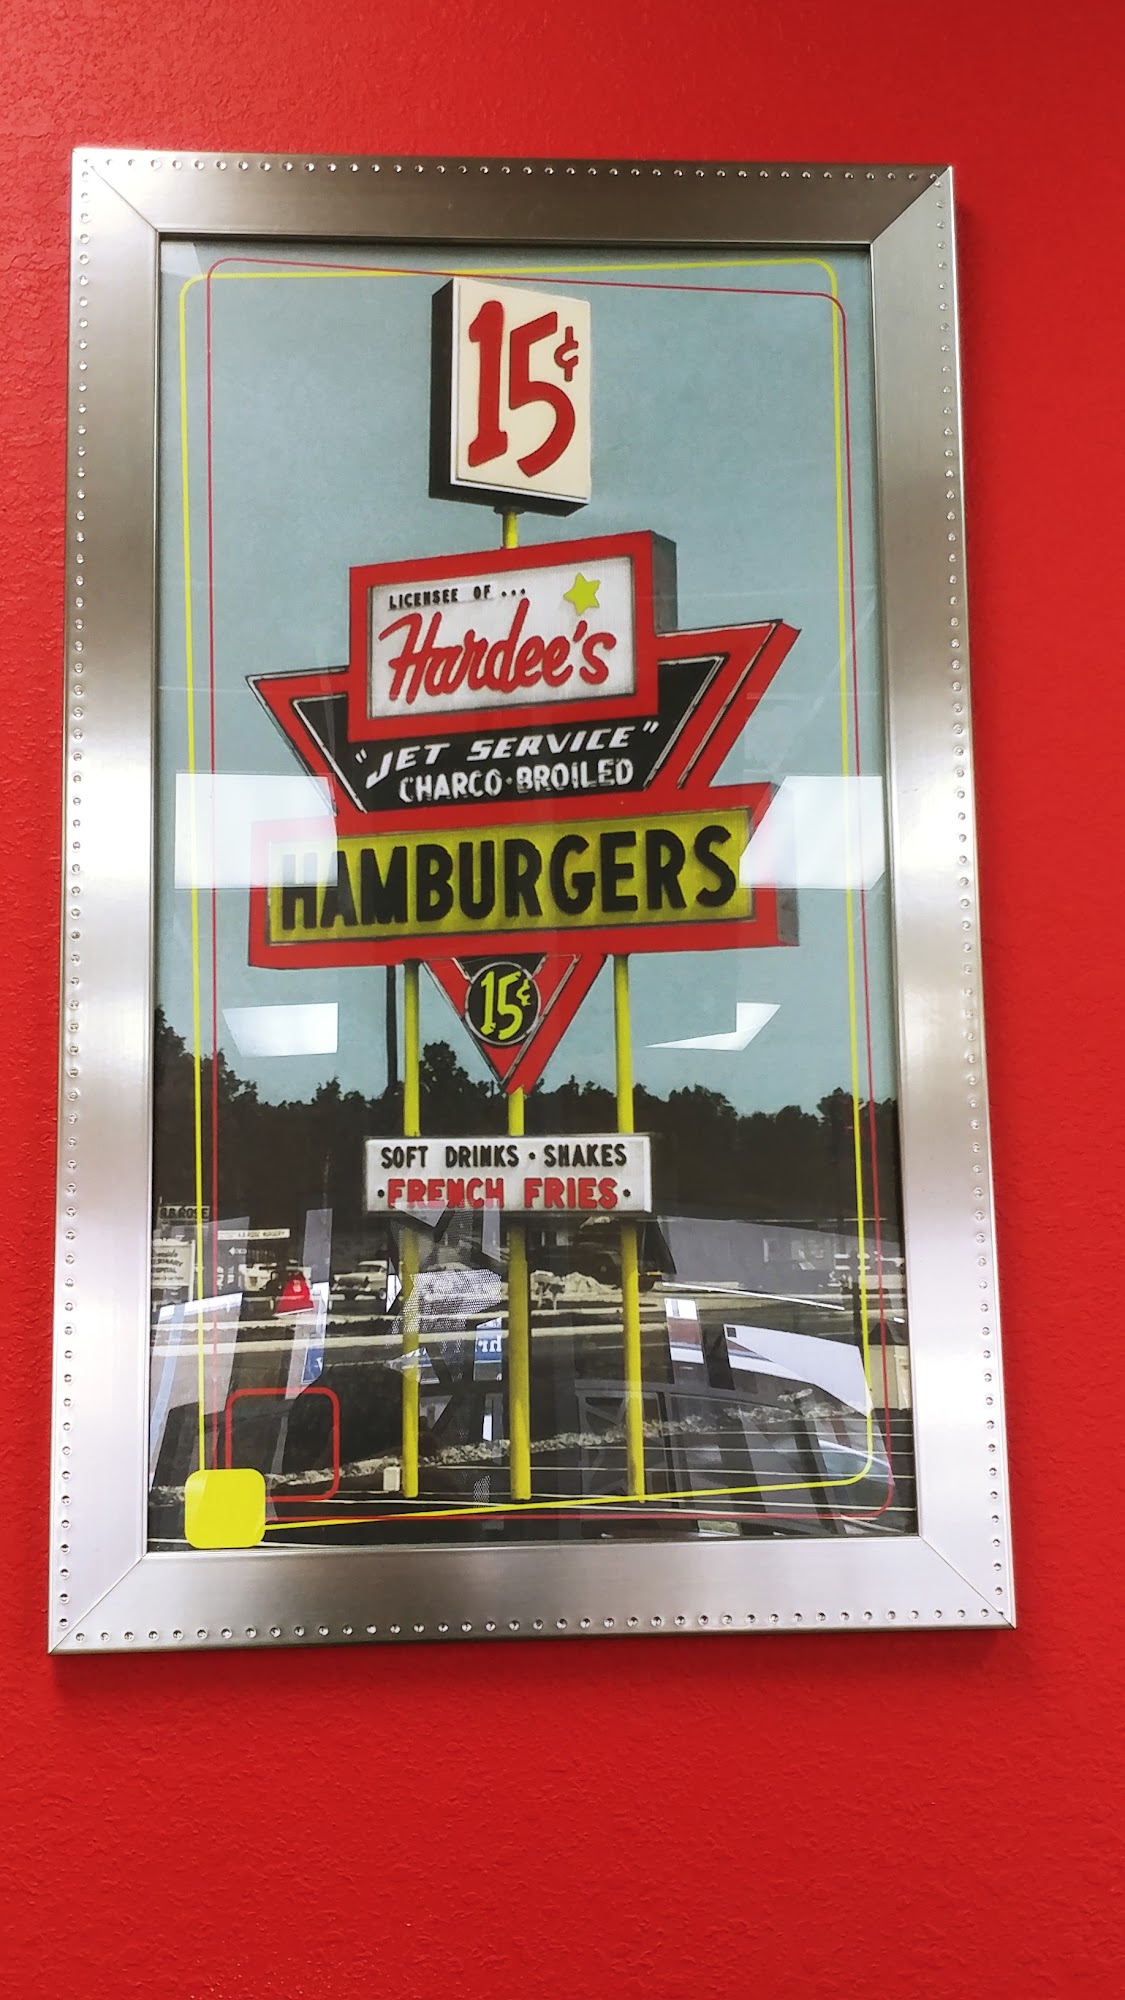 15¢
LICENSEE OF ...
Hardee's
"JET SERVICE"
CHARCO-BROILED
HAMBURGERS
15¢
SOFT DRINKS • SHAKES
• FRENCH FRIES •